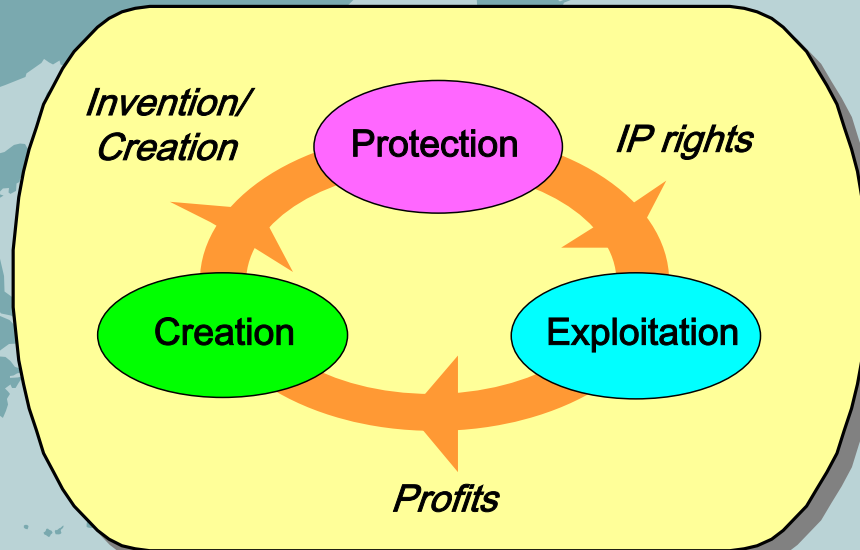 Invention/
Creation
Protection
IP rights
Creation
Exploitation
Profits